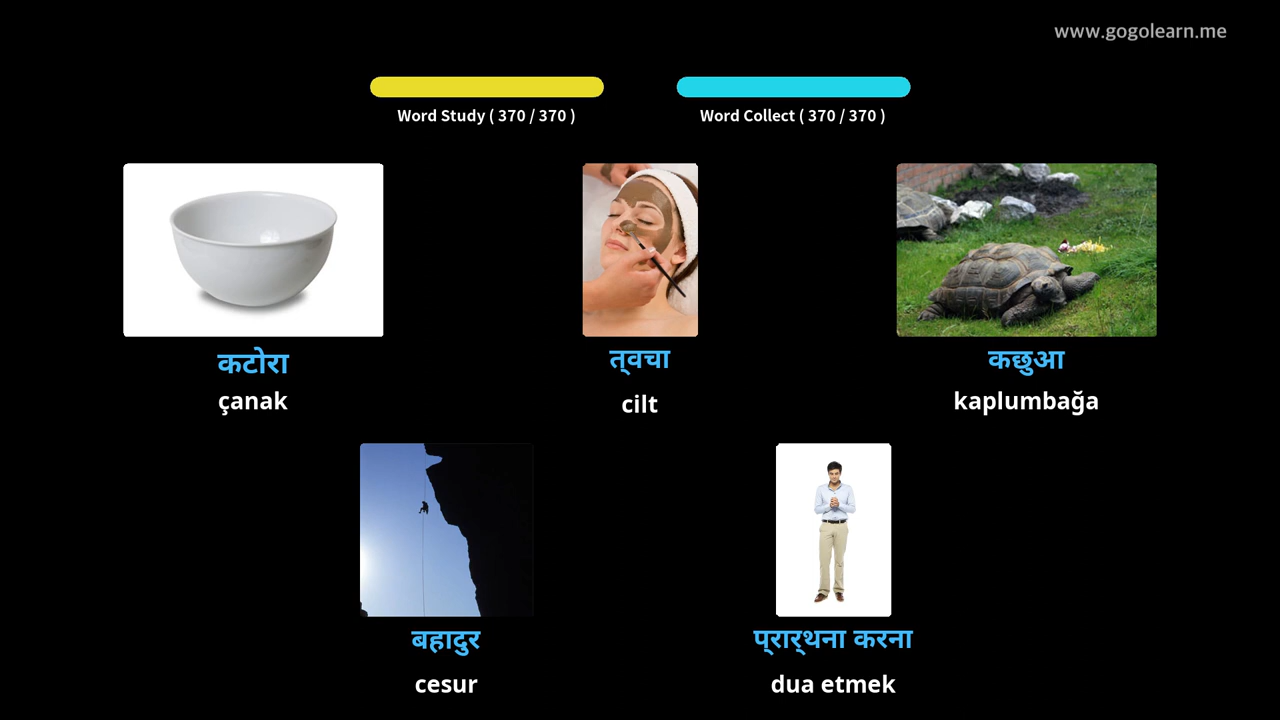 www.gogolearn.me
Word Study ( 370 / 370 )
Word Collect ( 370 / 370 )
कटोरा
çanak
त्वचा
cilt
कछुआ
kaplumbağa
बहादुर
cesur
प्रार्थना करना
dua etmek